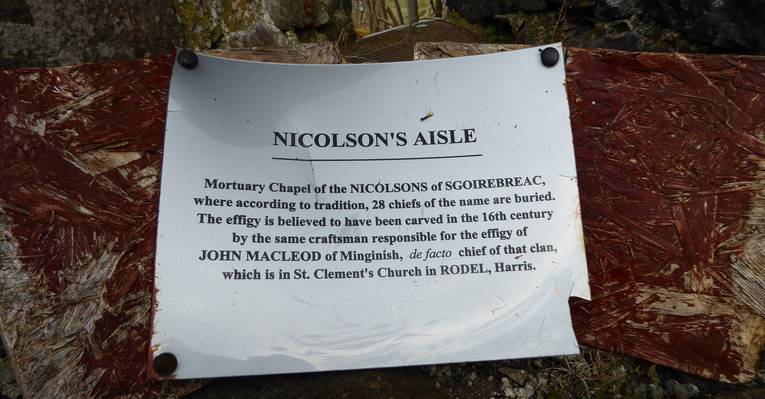 NICOLSON'S AISLE
Mortuary Chapel of the NICOLSONS of SGOIREBREAC,
where according to tradition, 28 chiefs of the name are buried.
The effigy is believed to have been carved in the 16th century
by the same craftsman responsible for the effigy of
JOHN MACLEOD of Minginish, de facto chief of that clan,
which is in St. Clement's Church in RODEL, Harris.